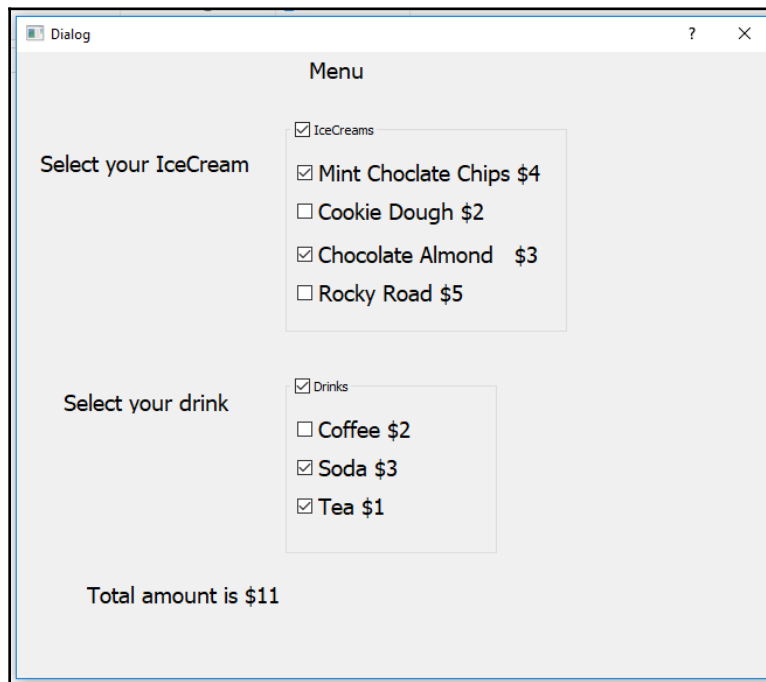 Dialog
Menu
IceCreams
Select your IceCream
Mint Choclate Chips $4
Cookie Dough $2
Chocolate Almond $3
Rocky Road $5
Drinks
Select your drink
Coffee $2
Soda $3
Tea $1
Total amount is $11